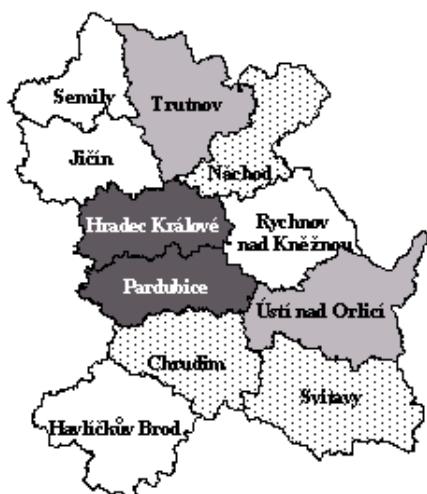 Semily
Trutnov
Jičín
Náchod
Hradec Králové
Rychnov
nad Kněžnou
Pardubice
Ústí nad Orlicí
Chrudim
Svitavy
Havlíčkův Brod